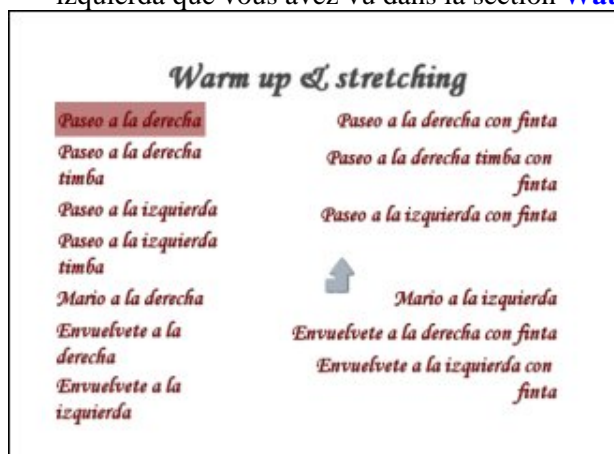 izquierda que vous avez vu dans la section
Warm up & stretching
Paseo a la derecha
Paseo a la derecha
timba
Paseo a la izquierda
Paseo a la izquierda
timba
Mario a la derecha
Envuelvete a la
derecha
Envuelvete a la
izquierda
Paseo a la derecha con finta
Paseo a la derecha timba con
finta
Paseo a la izquierda con finta
Mario a la izquierda
Envuelvete a la derecha con finta
Envuelvete a la izquierda con
finta